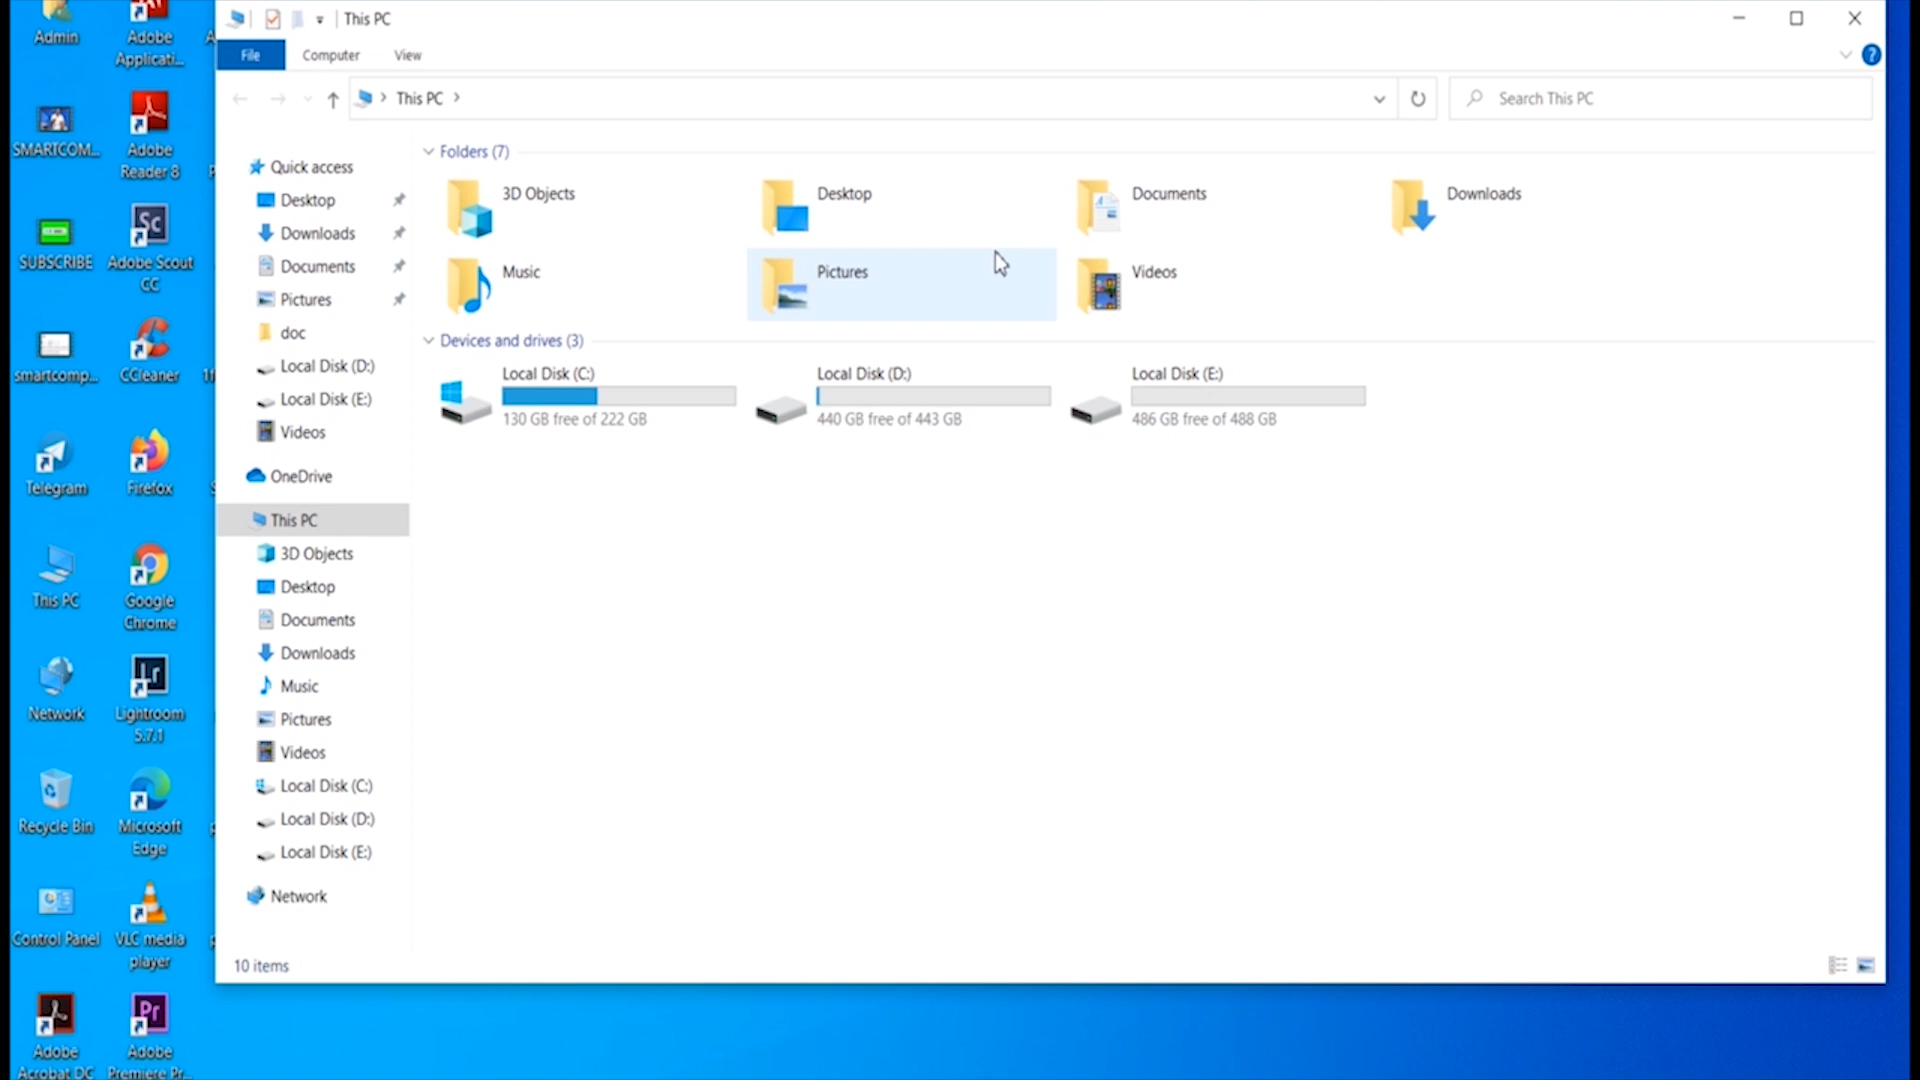 This PC
File
Computer
View
This PC
Search This PC
Admin
Adobe
Applicati...
SMARTCOM...
Adobe
Reader 8
SUBSCRIBE
Adobe Scout
CC
smartcomp...
CCleaner
Telegram
Firefox
This PC
Google
Chrome
Network
Lightroom
5.7.1
Recycle Bin
Microsoft
Edge
Control Panel
VLC media
player
Adobe
Acrobat DC
Adobe
Premiere Pr...
Quick access
Desktop
Downloads
Documents
Pictures
doc
Local Disk (D:)
Local Disk (E:)
Videos
OneDrive
This PC
3D Objects
Desktop
Documents
Downloads
Music
Pictures
Videos
Local Disk (C:)
Local Disk (D:)
Local Disk (E:)
Network
Folders (7)
3D Objects
Desktop
Documents
Downloads
Music
Pictures
Videos
Devices and drives (3)
Local Disk (C:)
130 GB free of 222 GB
Local Disk (D:)
440 GB free of 443 GB
Local Disk (E:)
486 GB free of 488 GB
10 items